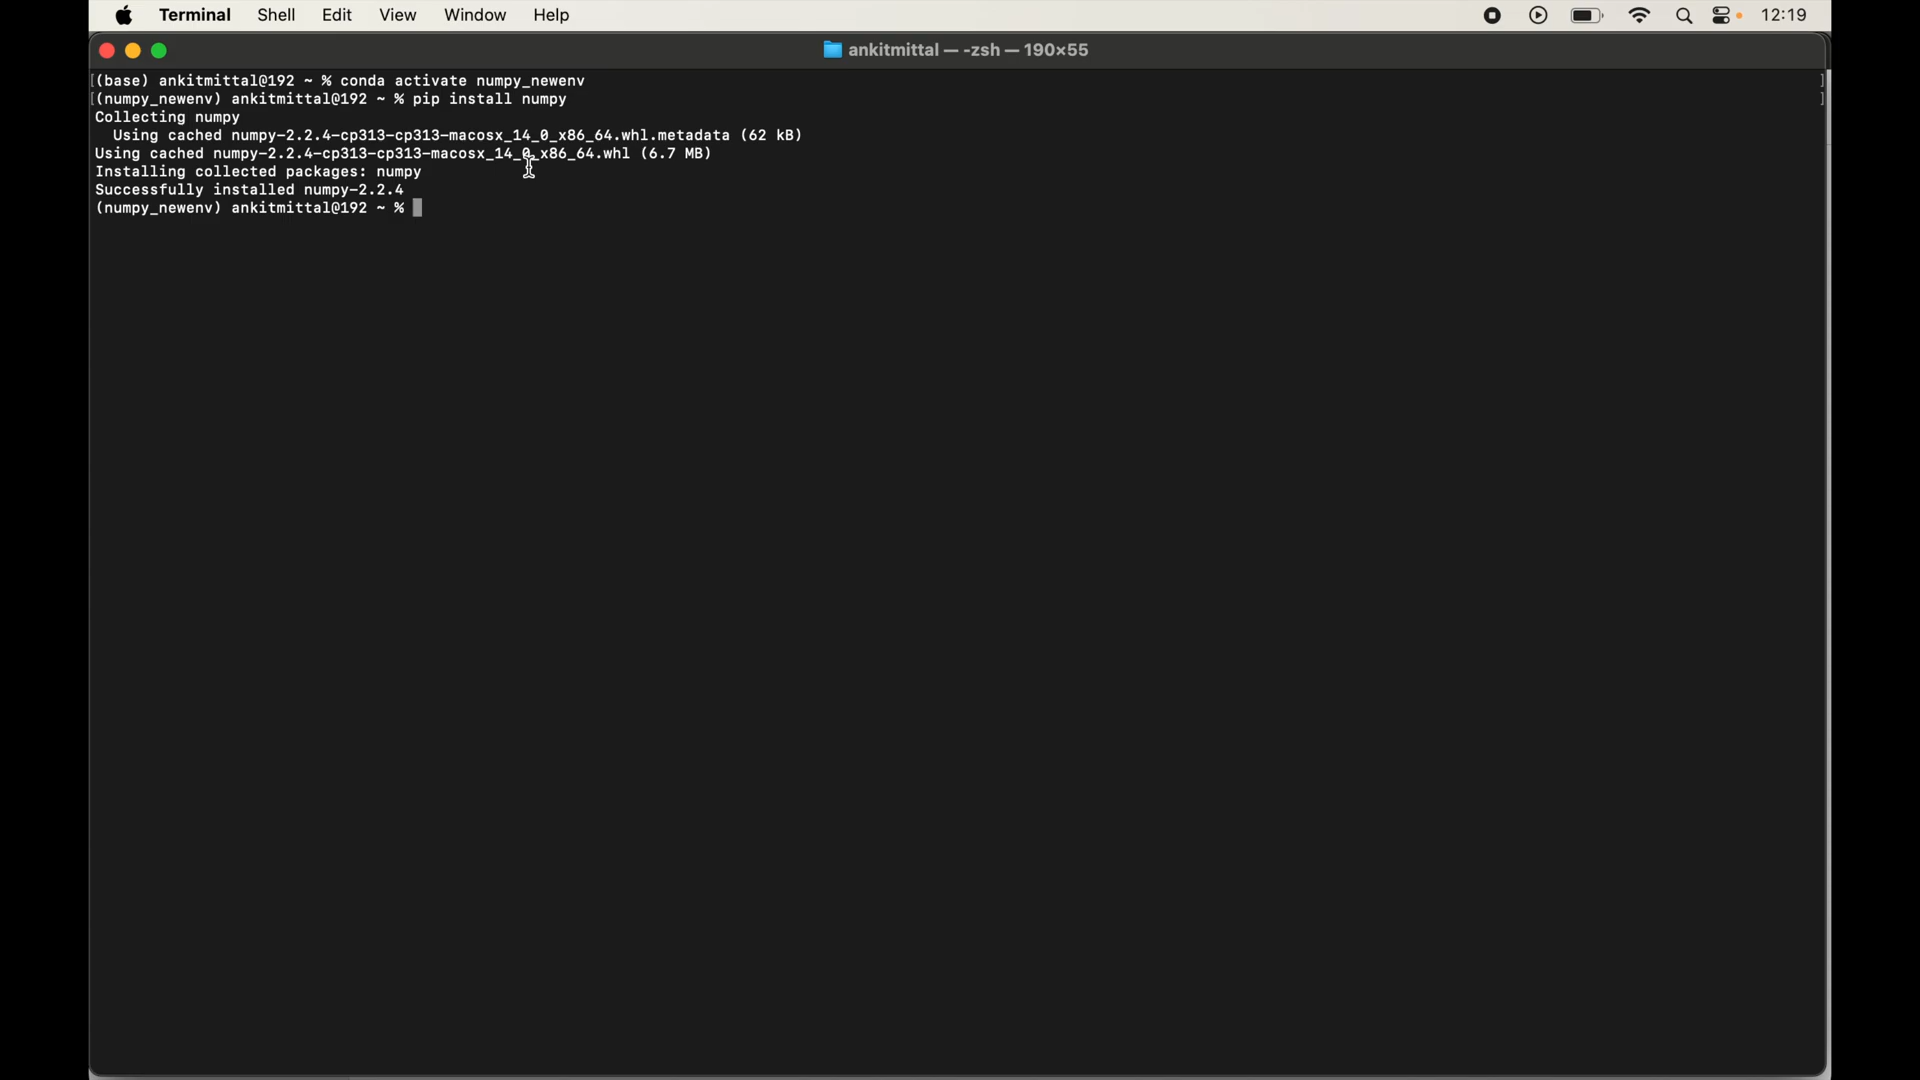 Terminal Shell Edit View Window Help 12:19
ankitmittal — -zsh — 190×55
[(base) ankitmittal@192 ~ % conda activate numpy_newenv ]
[(numpy_newenv) ankitmittal@192 ~ % pip install numpy ]
Collecting numpy
  Using cached numpy-2.2.4-cp313-cp313-macosx_14_0_x86_64.whl.metadata (62 kB)
Using cached numpy-2.2.4-cp313-cp313-macosx_14_0_x86_64.whl (6.7 MB)
Installing collected packages: numpy
Successfully installed numpy-2.2.4
(numpy_newenv) ankitmittal@192 ~ %